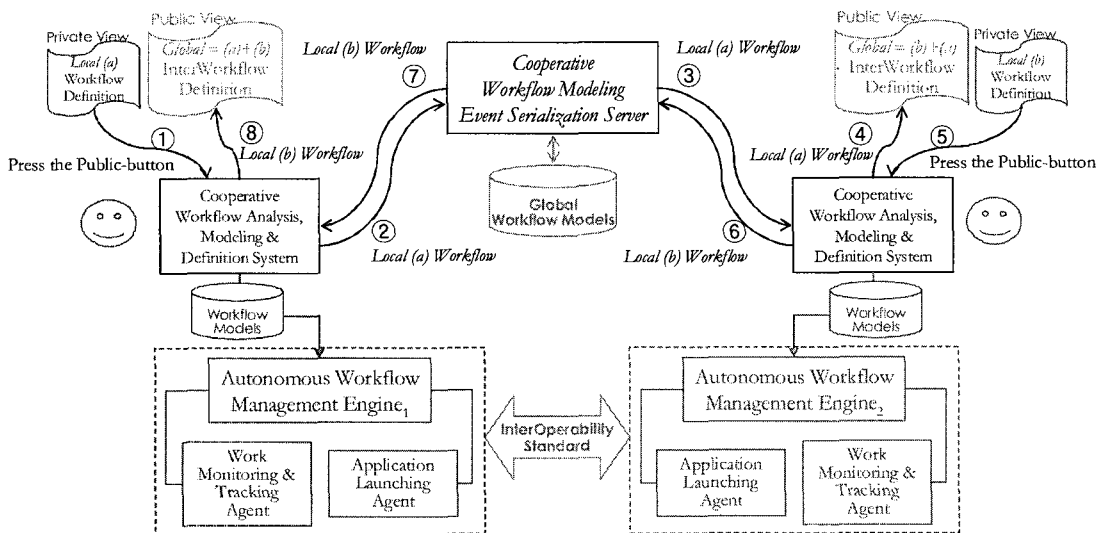 Public View
Private View
Global = (a)+ (b)
InterWorkflow
Definition
Local (a)
Workflow
Definition
Local (b) Workflow
⑦
Cooperative
Workflow Modeling
Event Serialization Server
Local (a) Workflow
③
Public View
Private View
Global = (b)
InterWorkflow
Definition
Local (b)
Workflow
Definition
①
⑧
Local (b) Workflow
Press the Public-button
④
⑤
Local (a) Workflow
Press the Public-button
Cooperative
Workflow Analysis,
Modeling &
Definition System
②
Local (a) Workflow
Global
Workflow Models
⑥
Local (b) Workflow
Cooperative
Workflow Analysis,
Modeling &
Definition System
Workflow
Models
Workflow
Models
Autonomous Workflow
Management Engine1
InterOperability
Standard
Autonomous Workflow
Management Engine2
Work
Monitoring &
Tracking
Agent
Application
Launching
Agent
Application
Launching
Agent
Work
Monitoring &
Tracking
Agent